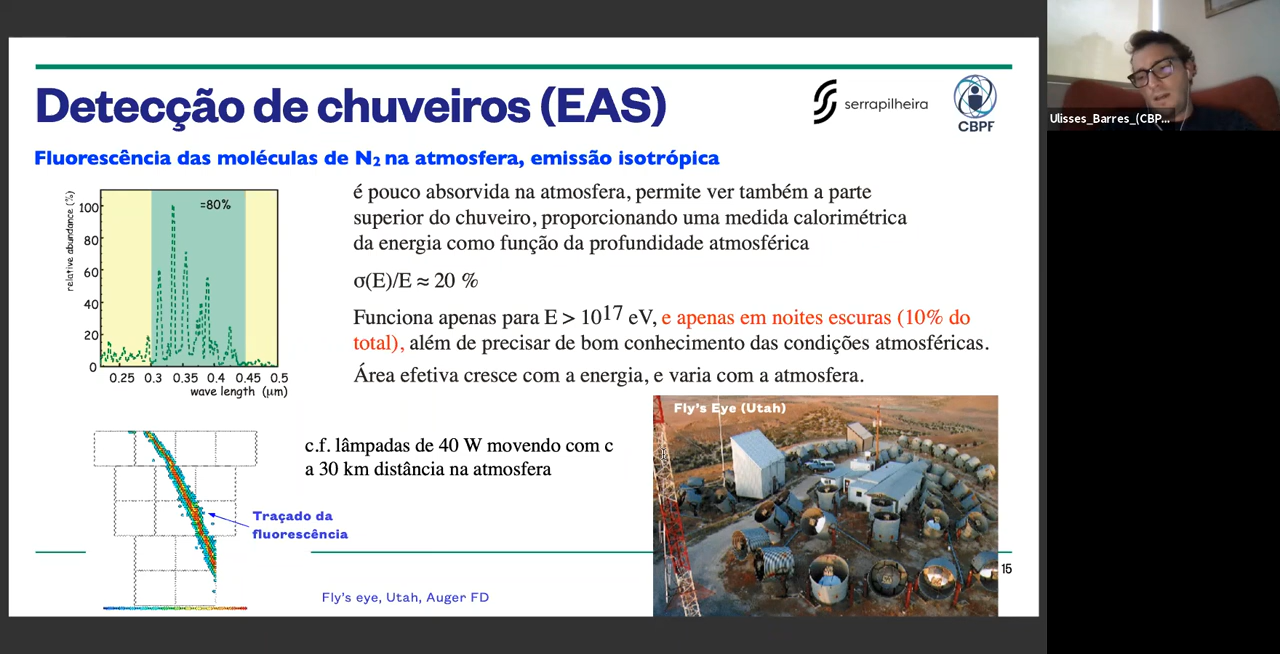 Detecção de chuveiros (EAS)
serrapilheira
CBPF
Ulisses_Barres_(CBP...
Fluorescência das moléculas de N2 na atmosfera, emissão isotrópica
relative abundance (%)
100
80
60
40
20
0
=80%
0.25 0.3 0.35 0.4 0.45 0.5
wave length (μm)
é pouco absorvida na atmosfera, permite ver também a parte
superior do chuveiro, proporcionando uma medida calorimétrica
da energia como função da profundidade atmosférica
σ(E)/E ≈ 20 %
Funciona apenas para E > 10¹⁷ eV, e apenas em noites escuras (10% do
total), além de precisar de bom conhecimento das condições atmosféricas.
Área efetiva cresce com a energia, e varia com a atmosfera.
Fly's Eye (Utah)
c.f. lâmpadas de 40 W movendo com c
a 30 km distância na atmosfera
Traçado da
fluorescência
Fly's eye, Utah, Auger FD
15